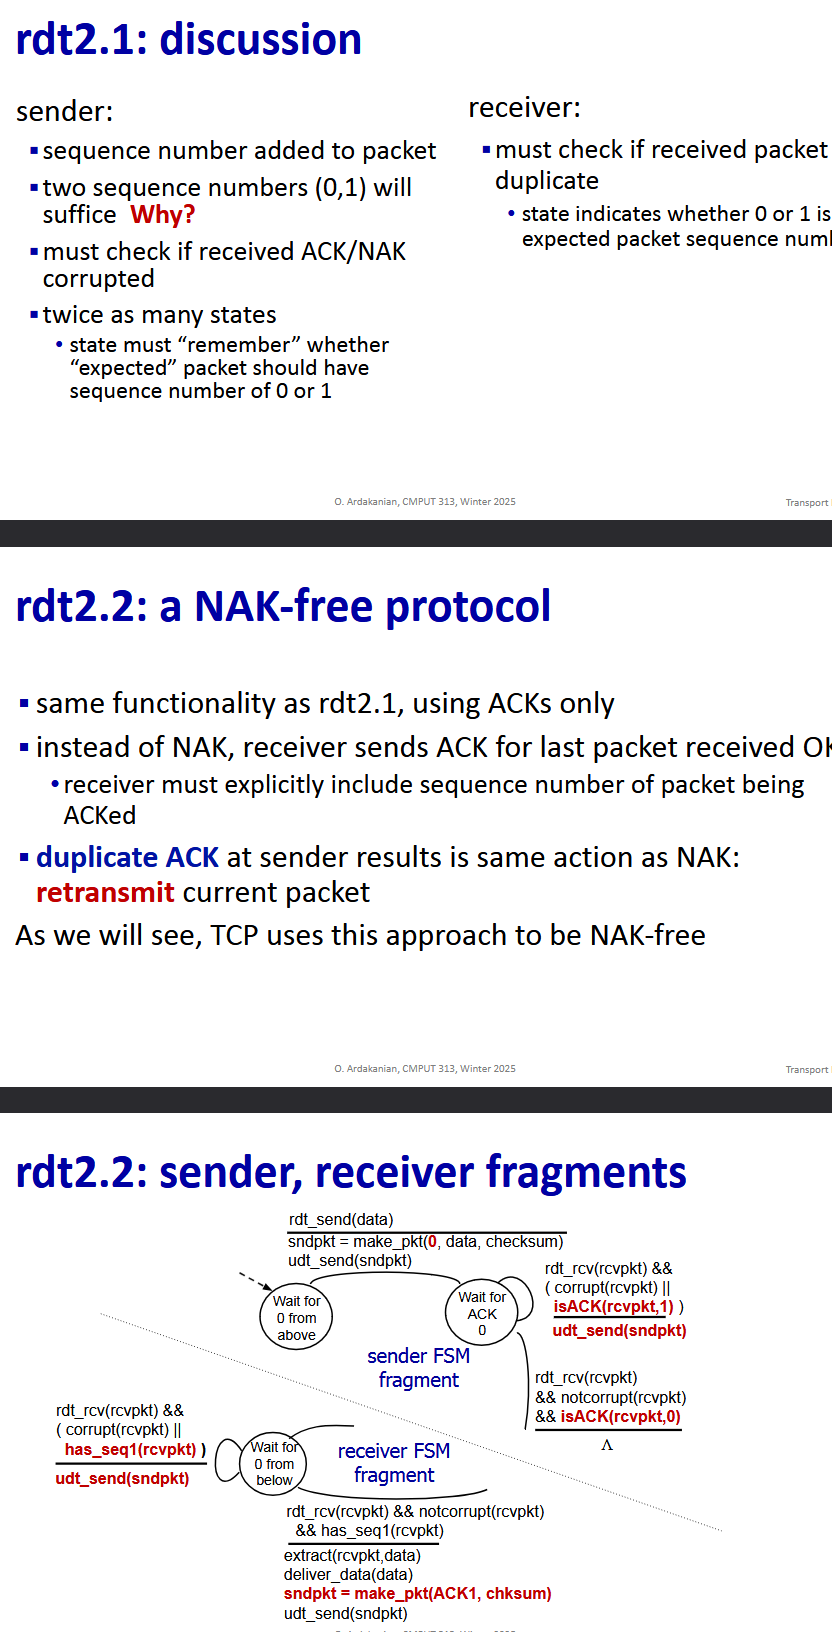 rdt2.1: discussion
sender:
▪ sequence number added to packet
▪ two sequence numbers (0,1) will
suffice Why?
▪ must check if received ACK/NAK
corrupted
▪ twice as many states
• state must “remember” whether
“expected” packet should have
sequence number of 0 or 1
receiver:
▪ must check if received packet
duplicate
• state indicates whether 0 or 1 is
expected packet sequence num
O. Ardakanian, CMPUT 313, Winter 2025
Transport
rdt2.2: a NAK-free protocol
▪ same functionality as rdt2.1, using ACKs only
▪ instead of NAK, receiver sends ACK for last packet received OK
• receiver must explicitly include sequence number of packet being
ACKed
▪ duplicate ACK at sender results is same action as NAK:
retransmit current packet
As we will see, TCP uses this approach to be NAK-free
O. Ardakanian, CMPUT 313, Winter 2025
Transport
rdt2.2: sender, receiver fragments
rdt_send(data)
sndpkt = make_pkt(0, data, checksum)
udt_send(sndpkt)
Wait for
0 from
above
Wait for
ACK
0
rdt_rcv(rcvpkt) &&
( corrupt(rcvpkt) ||
isACK(rcvpkt,1) )
udt_send(sndpkt)
sender FSM
fragment
rdt_rcv(rcvpkt)
&& notcorrupt(rcvpkt)
&& isACK(rcvpkt,0)
Λ
rdt_rcv(rcvpkt) &&
( corrupt(rcvpkt) ||
has_seq1(rcvpkt) )
udt_send(sndpkt)
Wait for
0 from
below
receiver FSM
fragment
rdt_rcv(rcvpkt) && notcorrupt(rcvpkt)
&& has_seq1(rcvpkt)
extract(rcvpkt,data)
deliver_data(data)
sndpkt = make_pkt(ACK1, chksum)
udt_send(sndpkt)